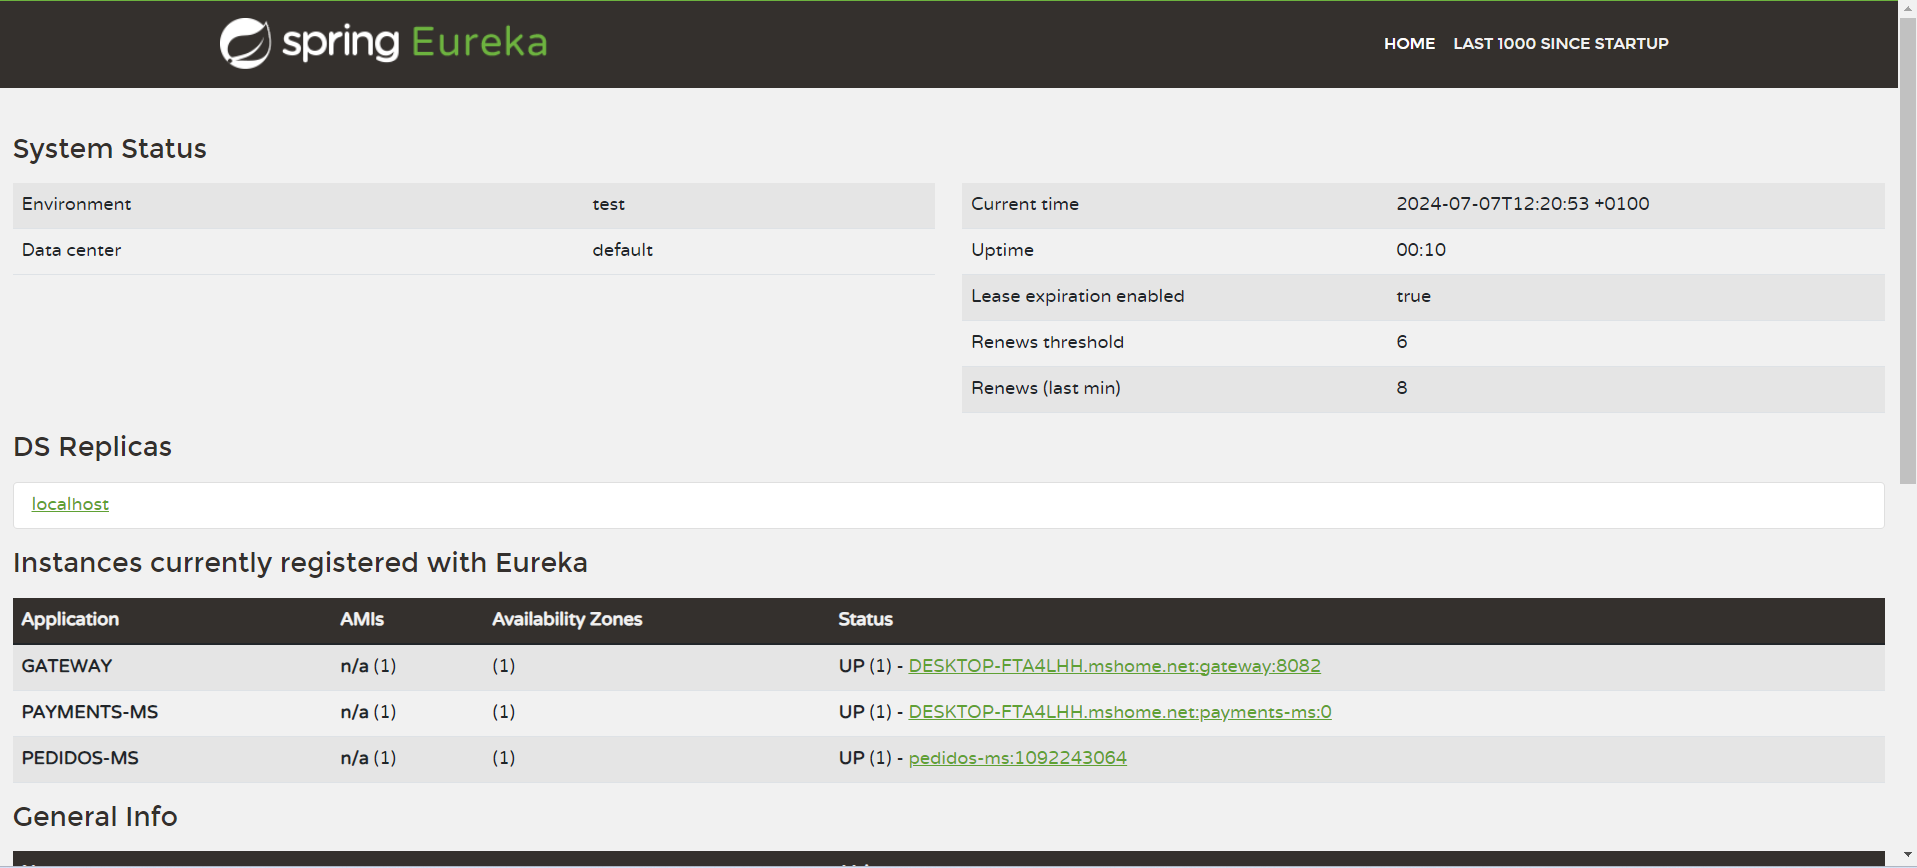 spring Eureka
HOME LAST 1000 SINCE STARTUP
System Status
Environment test
Data center default
Current time 2024-07-07T12:20:53 +0100
Uptime 00:10
Lease expiration enabled true
Renews threshold 6
Renews (last min) 8
DS Replicas
localhost
Instances currently registered with Eureka
Application AMIs Availability Zones Status
GATEWAY n/a (1) (1) UP (1) - DESKTOP-FTA4LHH.mshome.net:gateway:8082
PAYMENTS-MS n/a (1) (1) UP (1) - DESKTOP-FTA4LHH.mshome.net:payments-ms:0
PEDIDOS-MS n/a (1) (1) UP (1) - pedidos-ms:1092243064
General Info